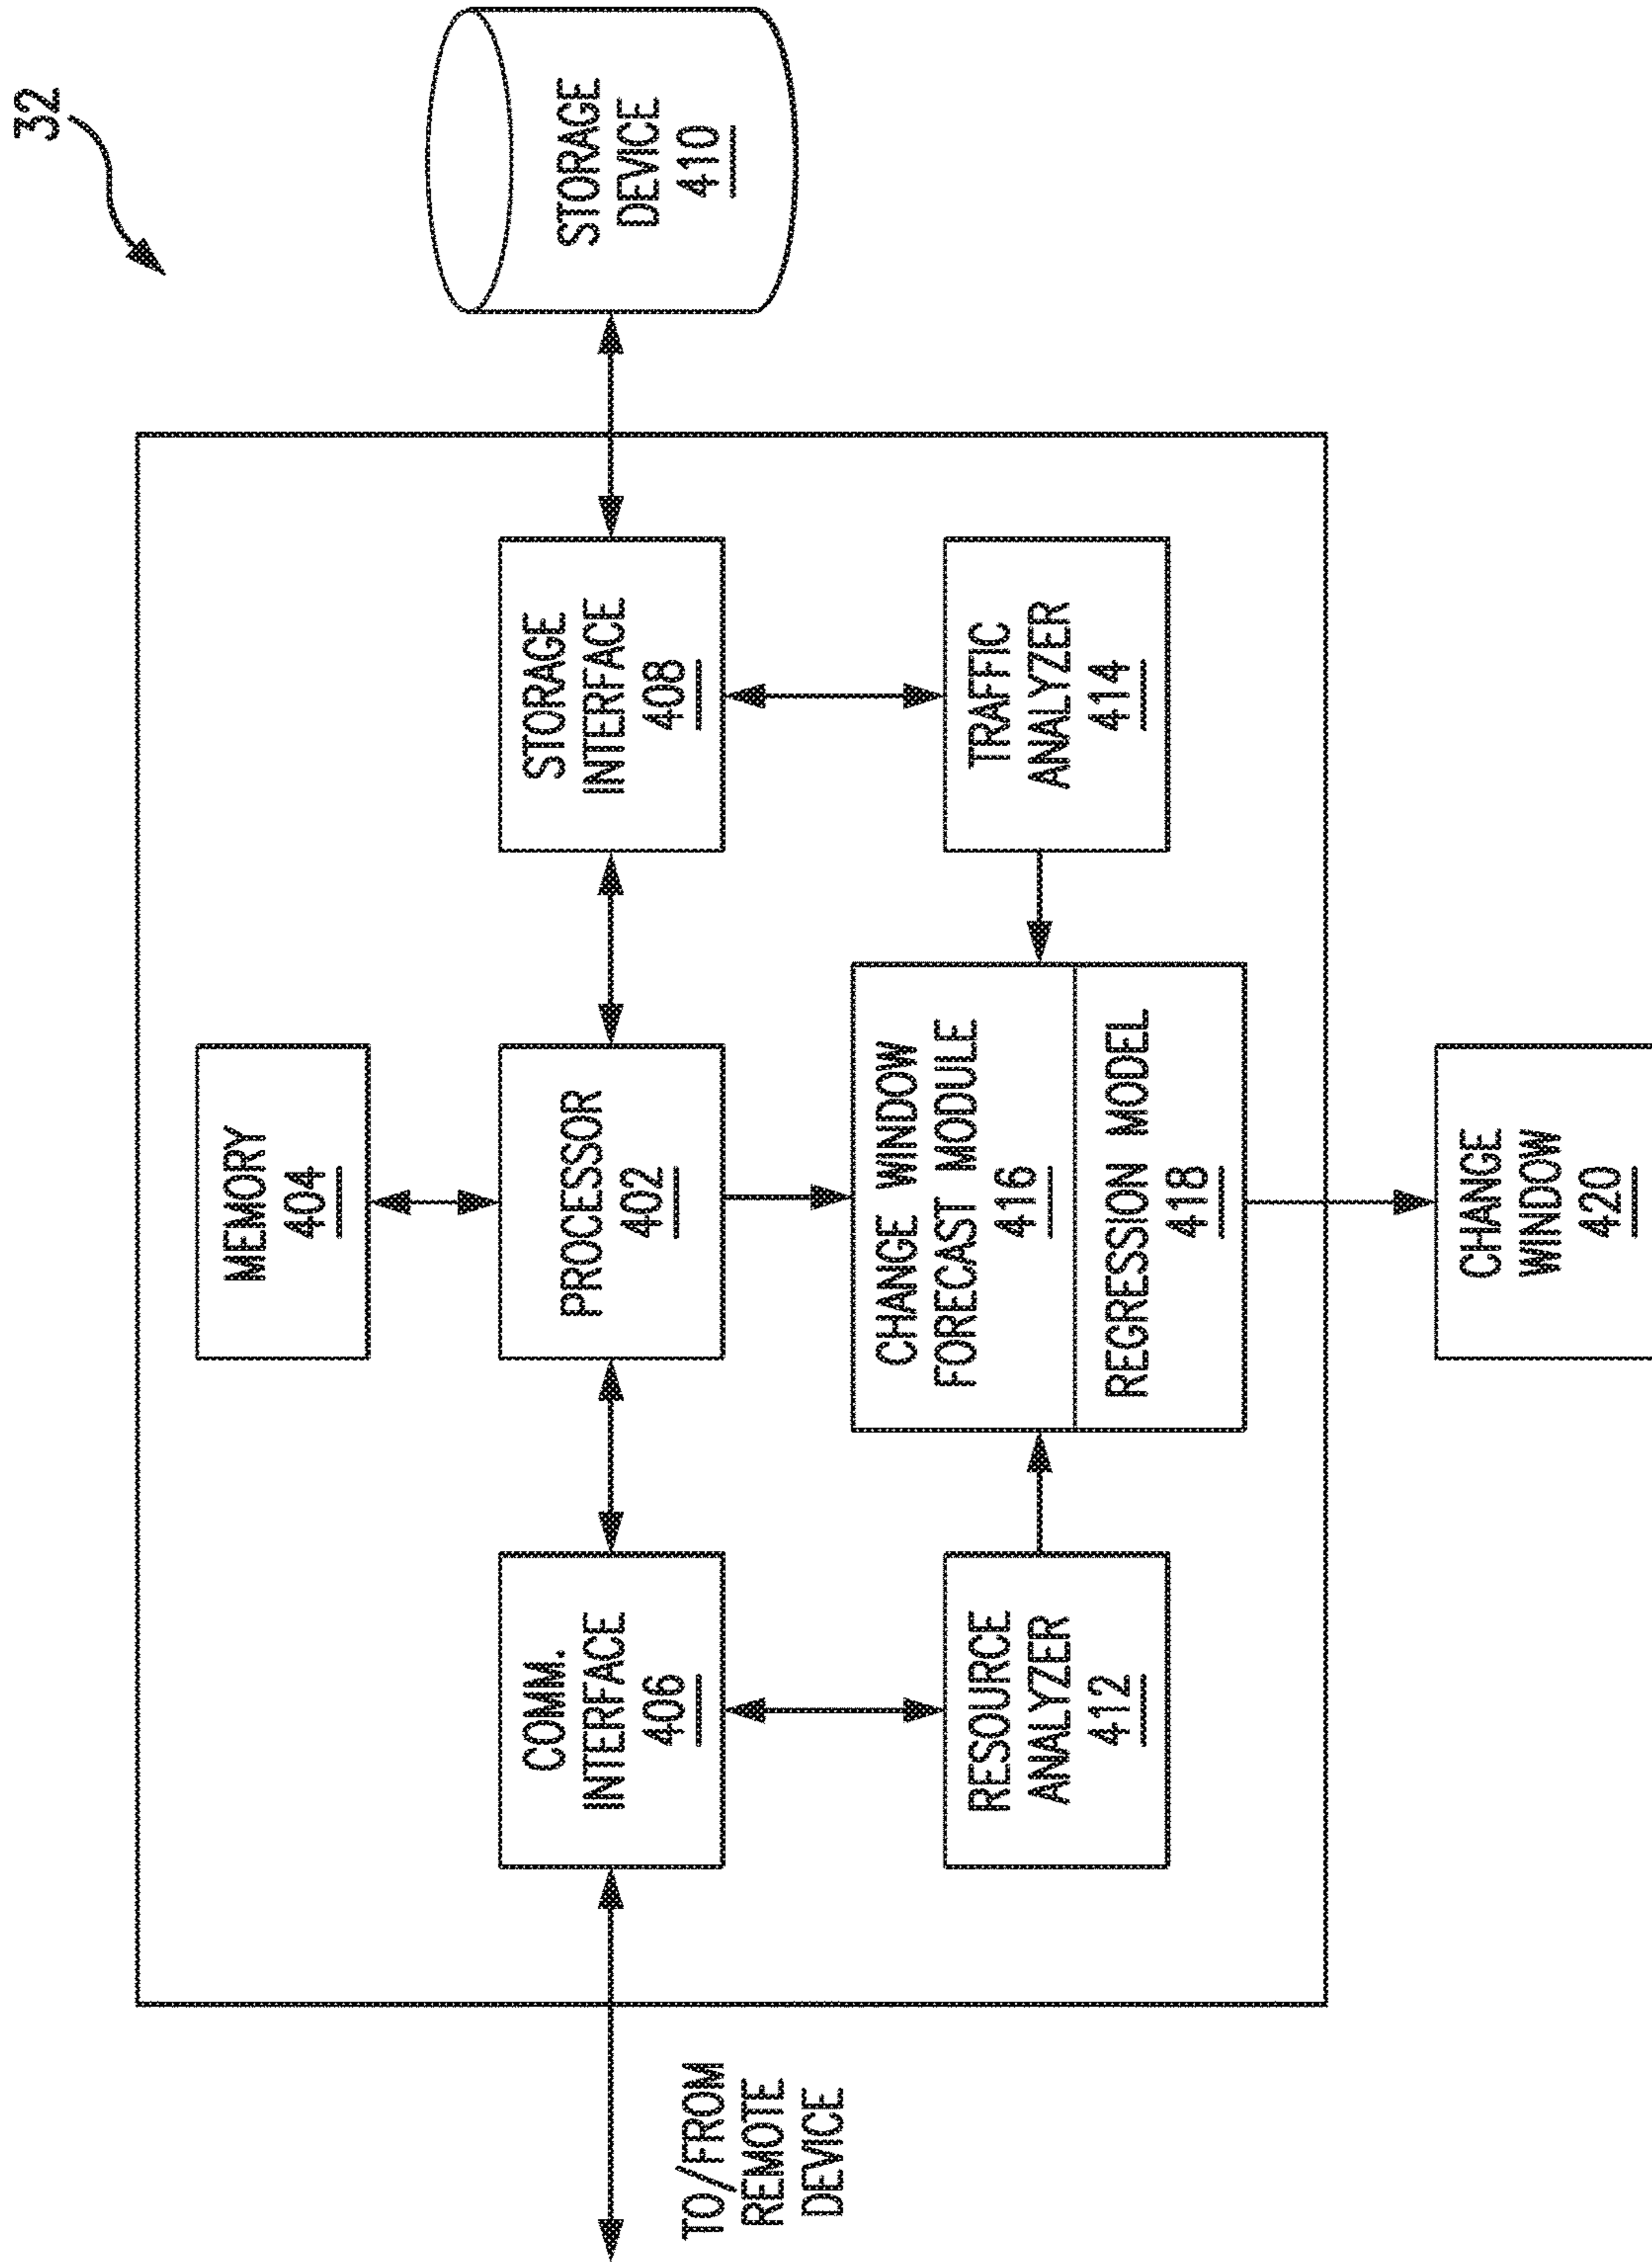 32
MEMORY
404
COMM.
INTERFACE
406
PROCESSOR
402
STORAGE
INTERFACE
408
STORAGE
DEVICE
410
TO/FROM
REMOTE
DEVICE
RESOURCE
ANALYZER
412
CHANGE WINDOW
FORECAST MODULE
416
REGRESSION MODEL
418
TRAFFIC
ANALYZER
414
CHANGE
WINDOW
420